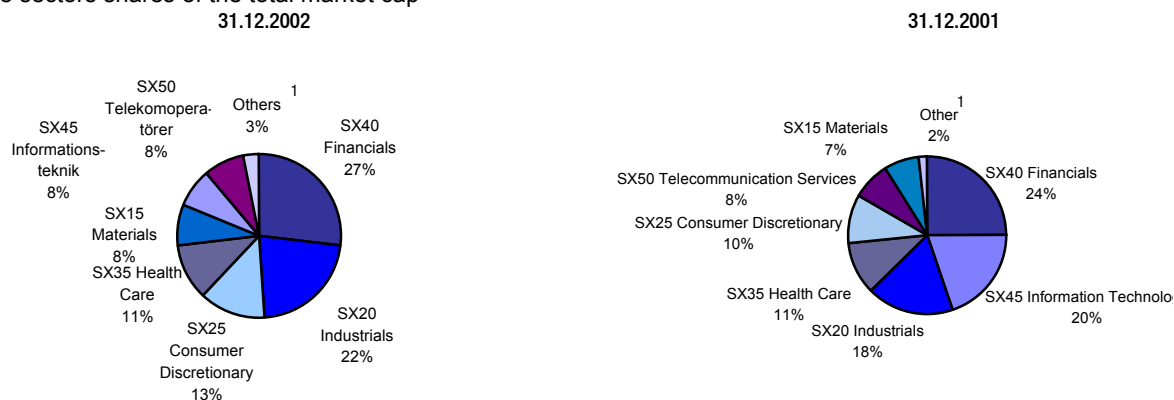 sectors shares of the total market cap
31.12.2002
31.12.2001
SX50
Telekomopera-
törer
8%
Others 1
3%
SX40
Financials
27%
SX45
Informations-
teknik
8%
SX15
Materials
8%
SX35 Health
Care
11%
SX25
Consumer
Discretionary
13%
SX20
Industrials
22%
Other1
2%
SX15 Materials
7%
SX40 Financials
24%
SX50 Telecommunication Services
8%
SX25 Consumer Discretionary
10%
SX35 Health Care
11%
SX20 Industrials
18%
SX45 Information Technolo
20%